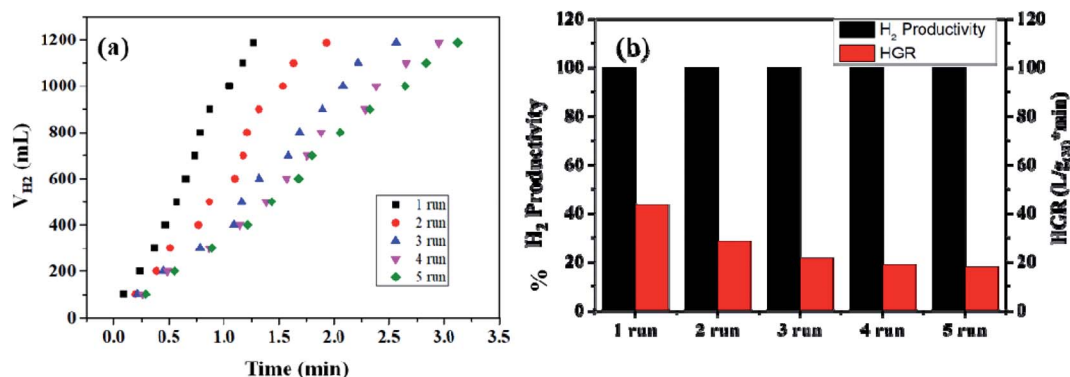 (a)
V_H2 (mL)
1200
1000
800
600
400
200
0
0.0 0.5 1.0 1.5 2.0 2.5 3.0 3.5
Time (min)
1 run
2 run
3 run
4 run
5 run
(b)
H2 Productivity
HGR
% H2 Productivity
120
100
80
60
40
20
0
1 run 2 run 3 run 4 run 5 run
120
100
80
60
40
20
0
HGR (L/g *min)